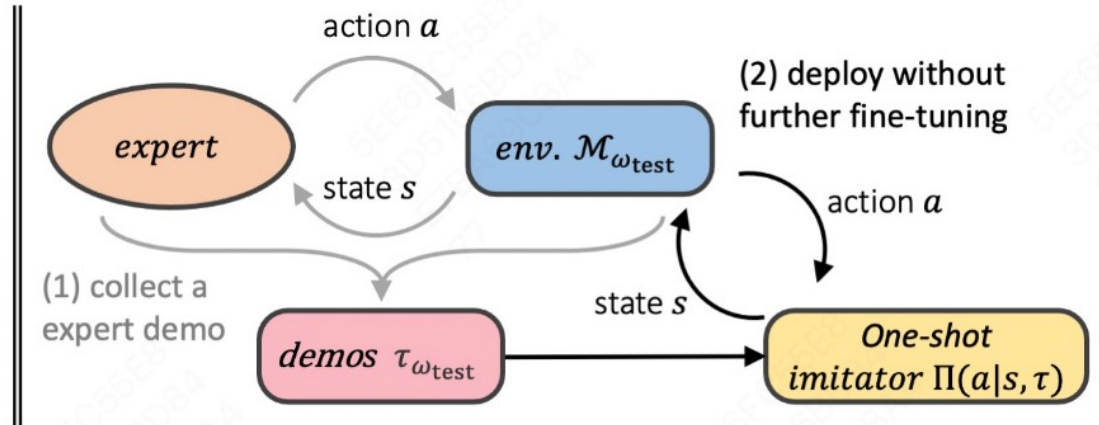 action a
(2) deploy without
further fine-tuning
expert
env. ℳ_ω_test
state s
action a
(1) collect a
expert demo
state s
demos τ_ω_test
One-shot
imitator Π(a|s, τ)